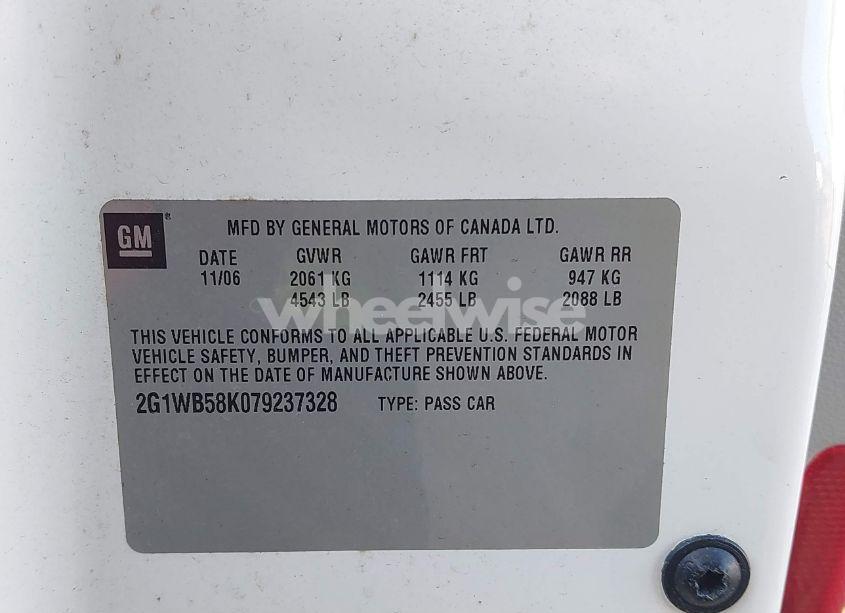 GM®
MFD BY GENERAL MOTORS OF CANADA LTD.
DATE GVWR GAWR FRT GAWR RR
11/06 2061 KG 1114 KG 947 KG
4543 LB 2455 LB 2088 LB
wheelwise
THIS VEHICLE CONFORMS TO ALL APPLICABLE U.S. FEDERAL MOTOR
VEHICLE SAFETY, BUMPER, AND THEFT PREVENTION STANDARDS IN
EFFECT ON THE DATE OF MANUFACTURE SHOWN ABOVE.
2G1WB58K079237328 TYPE: PASS CAR